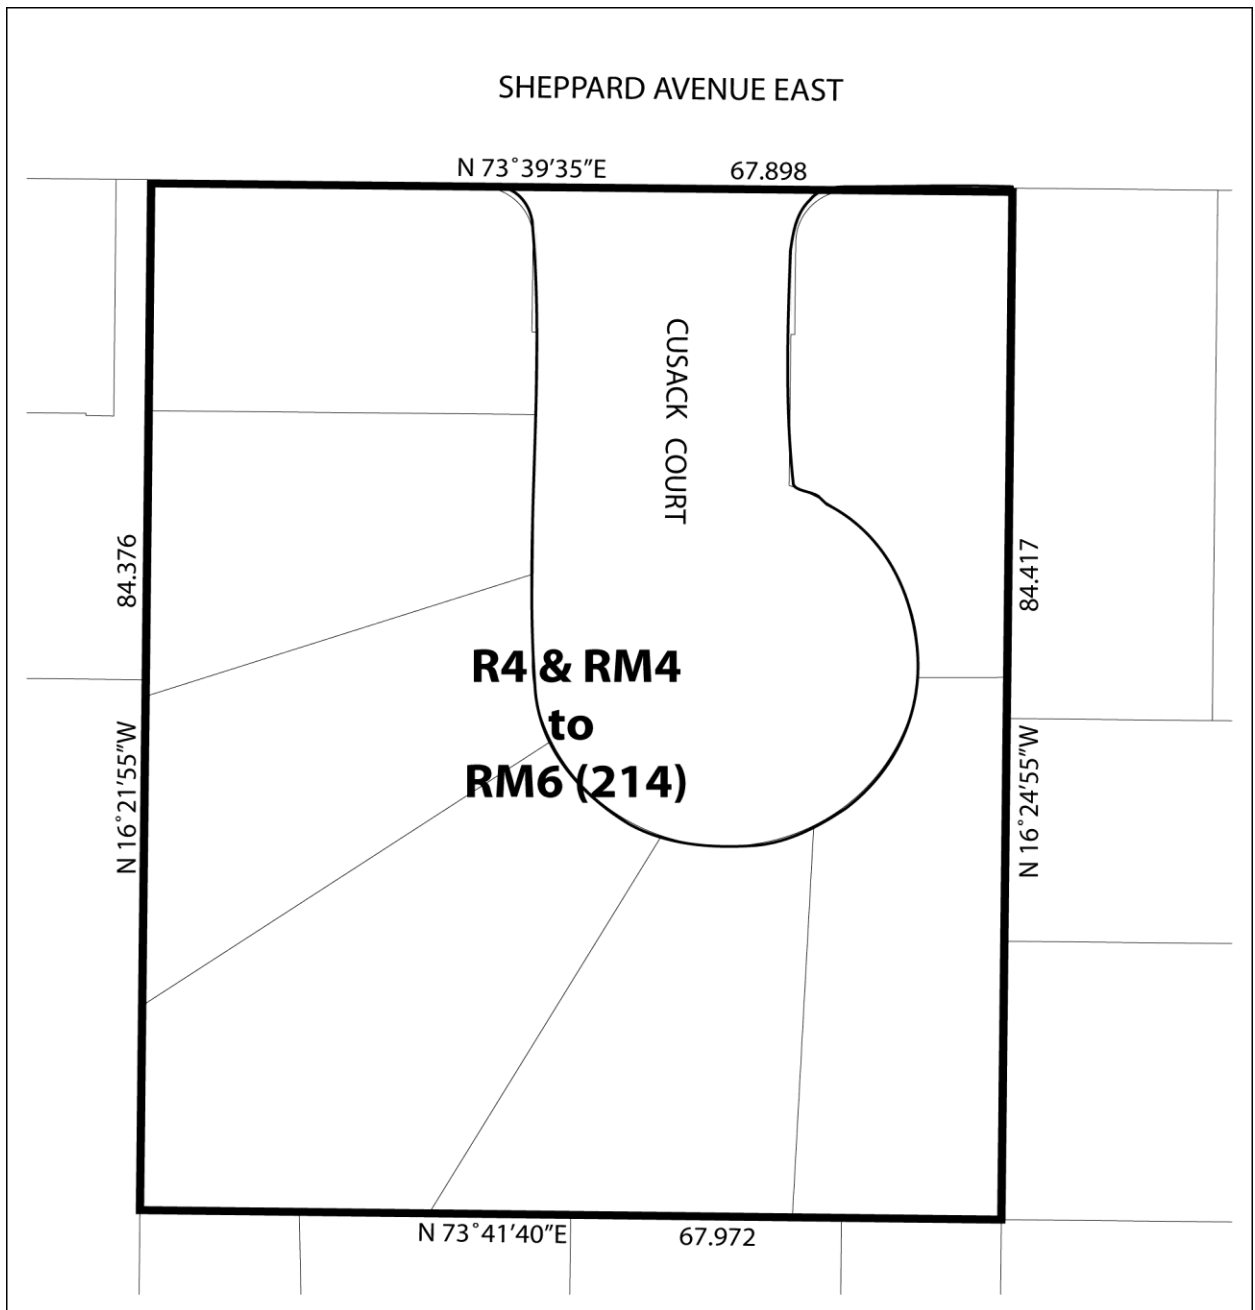 SHEPPARD AVENUE EAST
N 73°39'35"E 67.898
CUSACK COURT
84.376
84.417
R4 & RM4
to
RM6 (214)
N 16°21'55"W
N 16°24'55"W
N 73°41'40"E 67.972